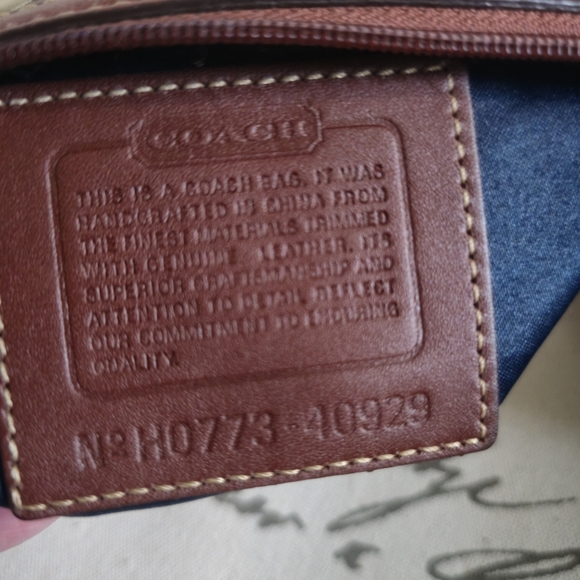 COACH
THIS IS A COACH BAG. IT WAS
HANDCRAFTED IN CHINA FROM
THE FINEST MATERIALS TRIMMED
WITH GENUINE LEATHER. ITS
SUPERIOR CRAFTSMANSHIP AND
ATTENTION TO DETAIL REFLECT
OUR COMMITMENT TO ENDURING
QUALITY.
Nº H0773-40929